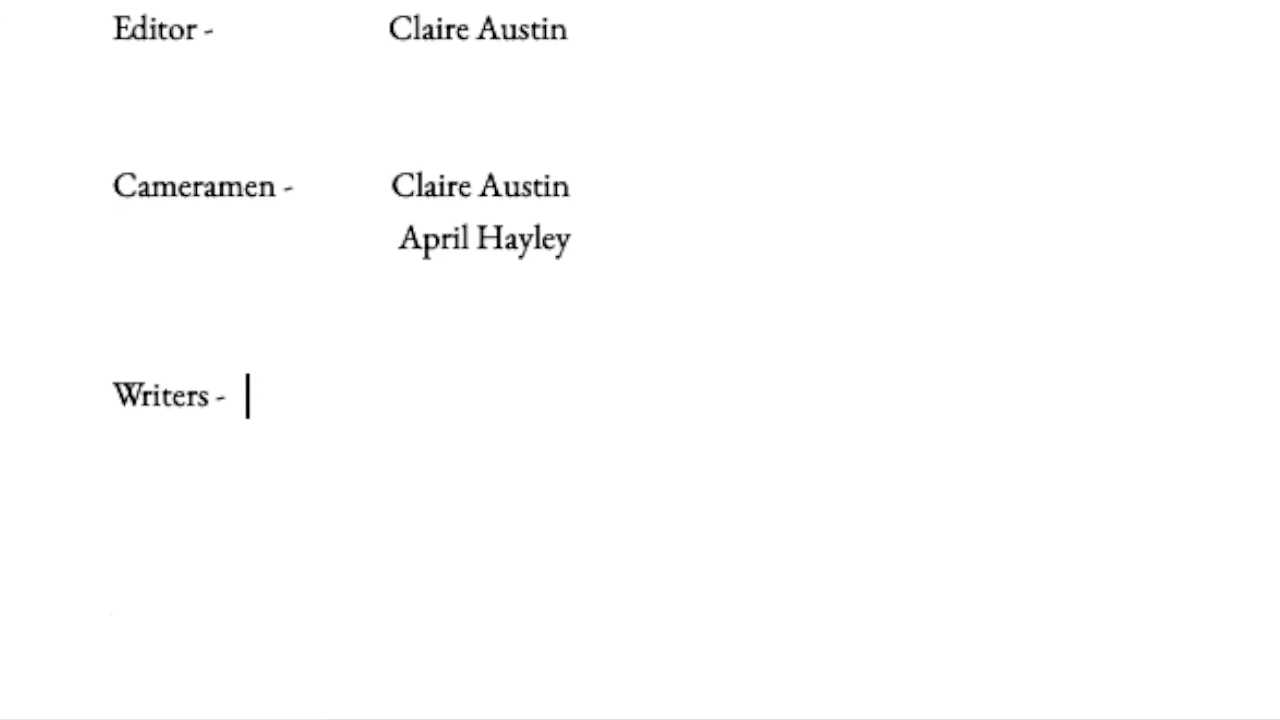 Editor - Claire Austin
Cameramen - Claire Austin
April Hayley
Writers -